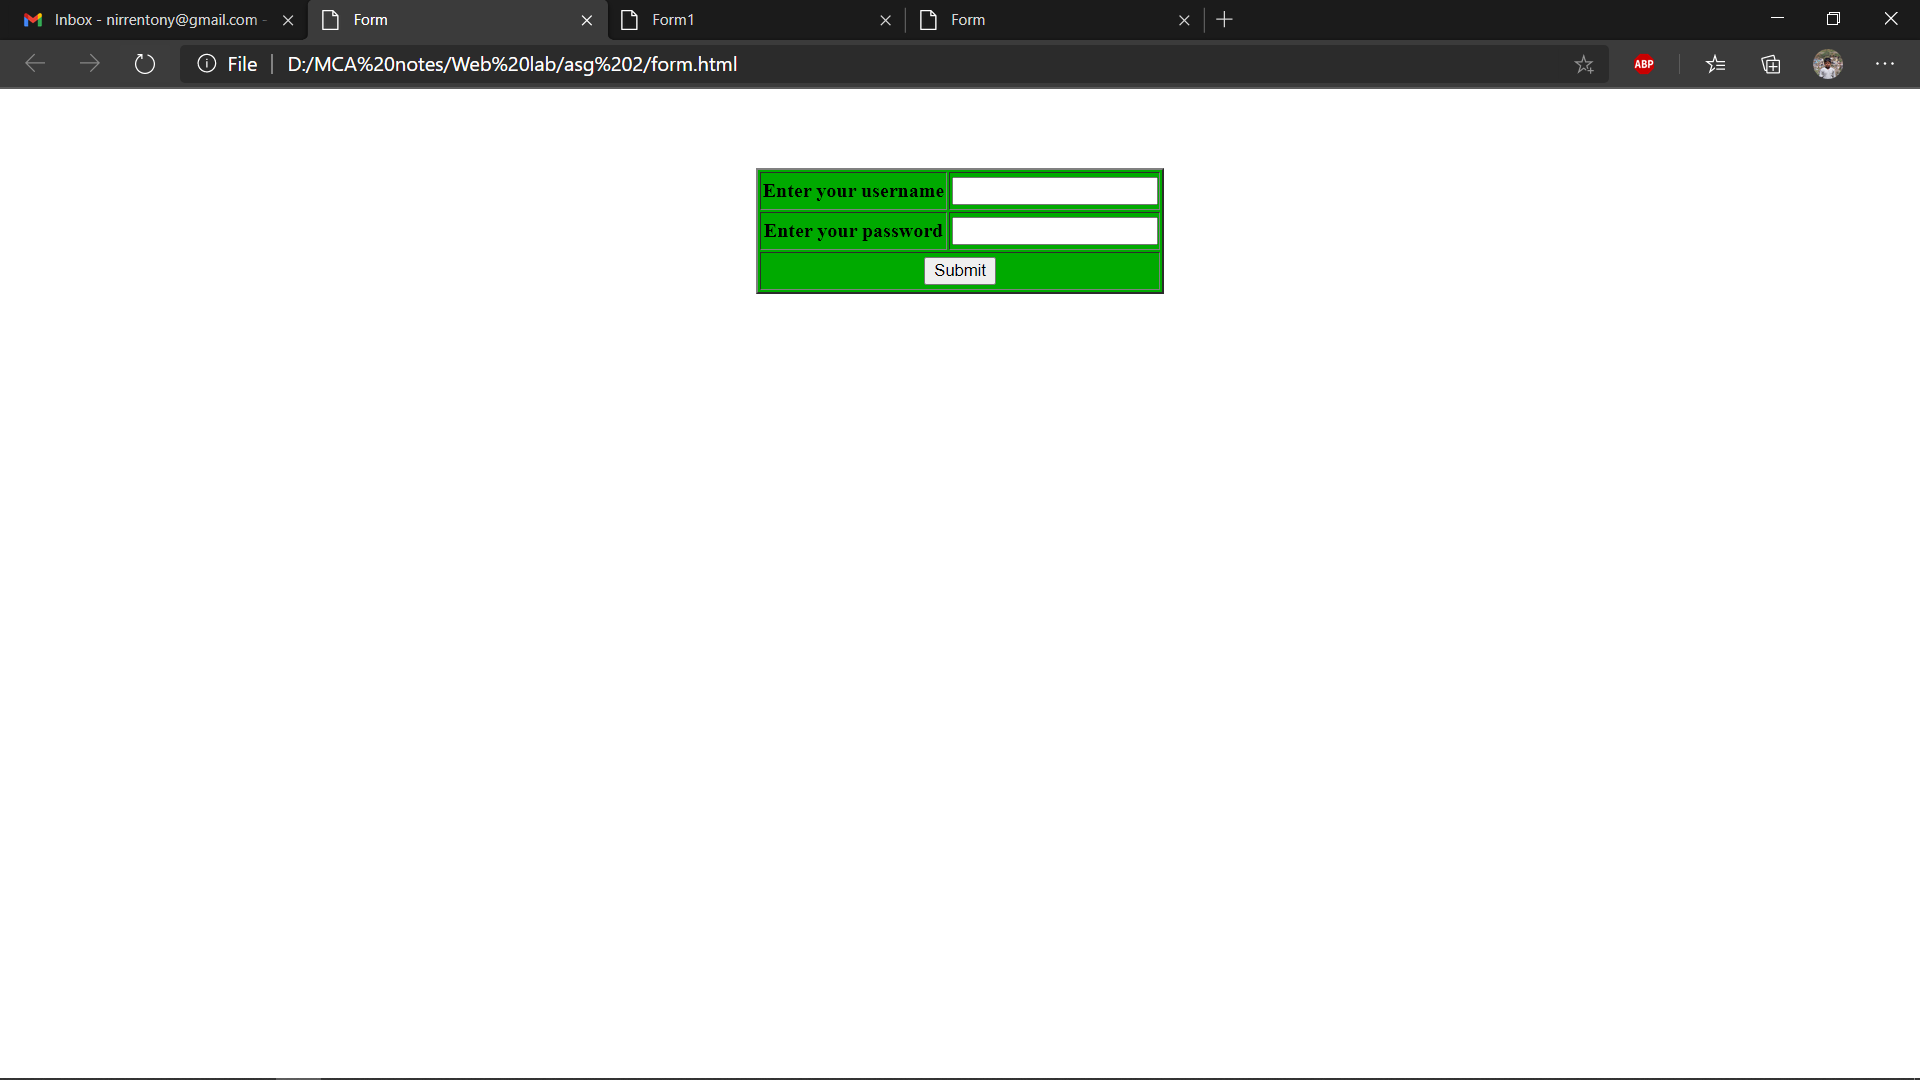 Inbox - nirrentony@gmail.com -
Form
Form1
Form
File
D:/MCA%20notes/Web%20lab/asg%202/form.html
ABP
Enter your username
Enter your password
Submit